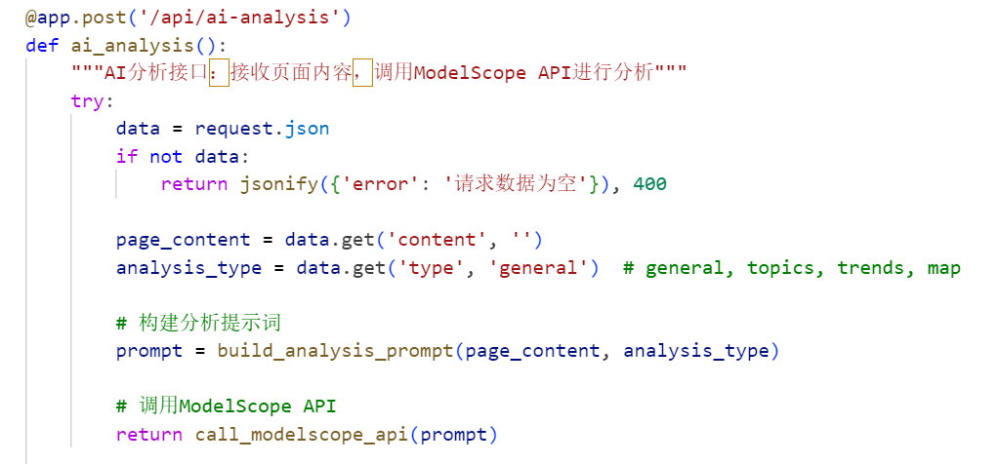 @app.post('/api/ai-analysis')
def ai_analysis():
    """AI分析接口：接收页面内容，调用ModelScope API进行分析"""
    try:
        data = request.json
        if not data:
            return jsonify({'error': '请求数据为空'}), 400

        page_content = data.get('content', '')
        analysis_type = data.get('type', 'general')  # general, topics, trends, map

        # 构建分析提示词
        prompt = build_analysis_prompt(page_content, analysis_type)

        # 调用ModelScope API
        return call_modelscope_api(prompt)